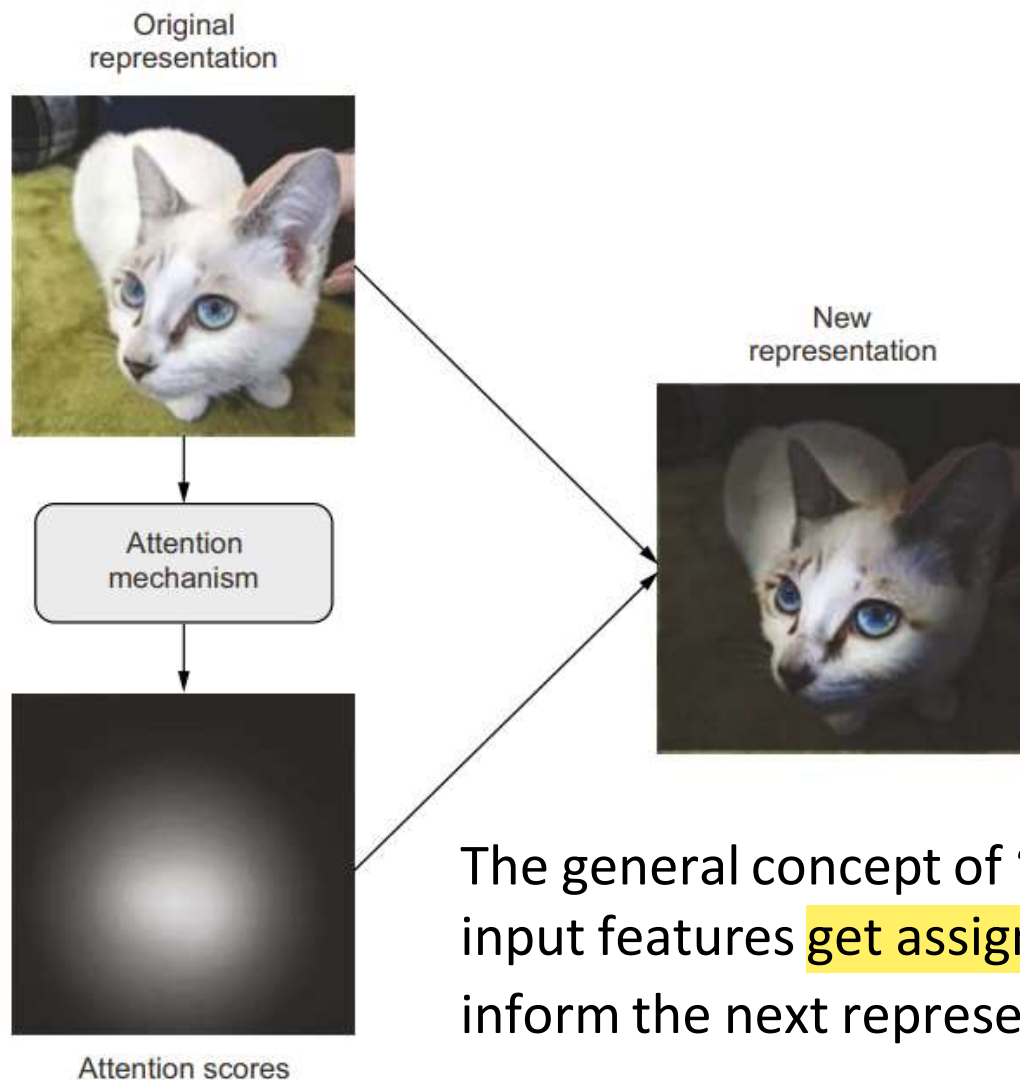 Original
representation
New
representation
Attention
mechanism
The general concept of ‘
input features get assign
inform the next represe
Attention scores